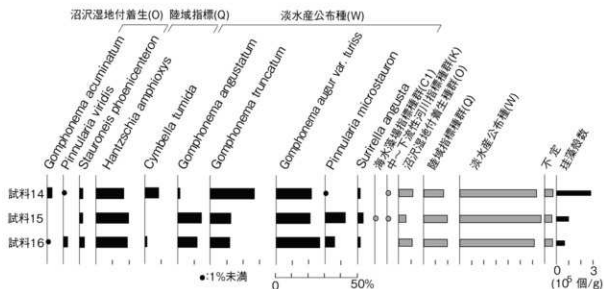 沼沢湿地付着生(O) 陸域指標(Q) 淡水産公布種(W)
Gomphonema acuminatum
Pinnularia viridis
Stauroneis phoenicenteron
Hantzschia amphioxys
Cymbella tumida
Gomphonema angustatum
Gomphonema truncatum
Gomphonema augur var. turiss
Pinnularia microstauron
Surirella angusta
海水藻場指標種群(C1)
中～下流性河川指標種群(K)
沼沢湿地付着生種群(O)
陸域指標種群(Q)
淡水産公布種(W)
不定
珪藻殻数
試料14
試料15
試料16
●:1%未満
0 50%
0 3
(10⁵ 個/g)